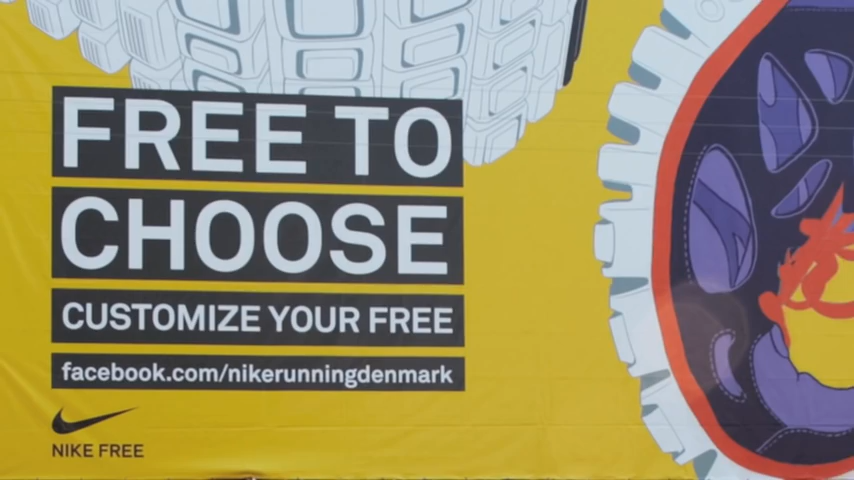 FREE TO
CHOOSE
CUSTOMIZE YOUR FREE
facebook.com/nikerunningdenmark
NIKE FREE